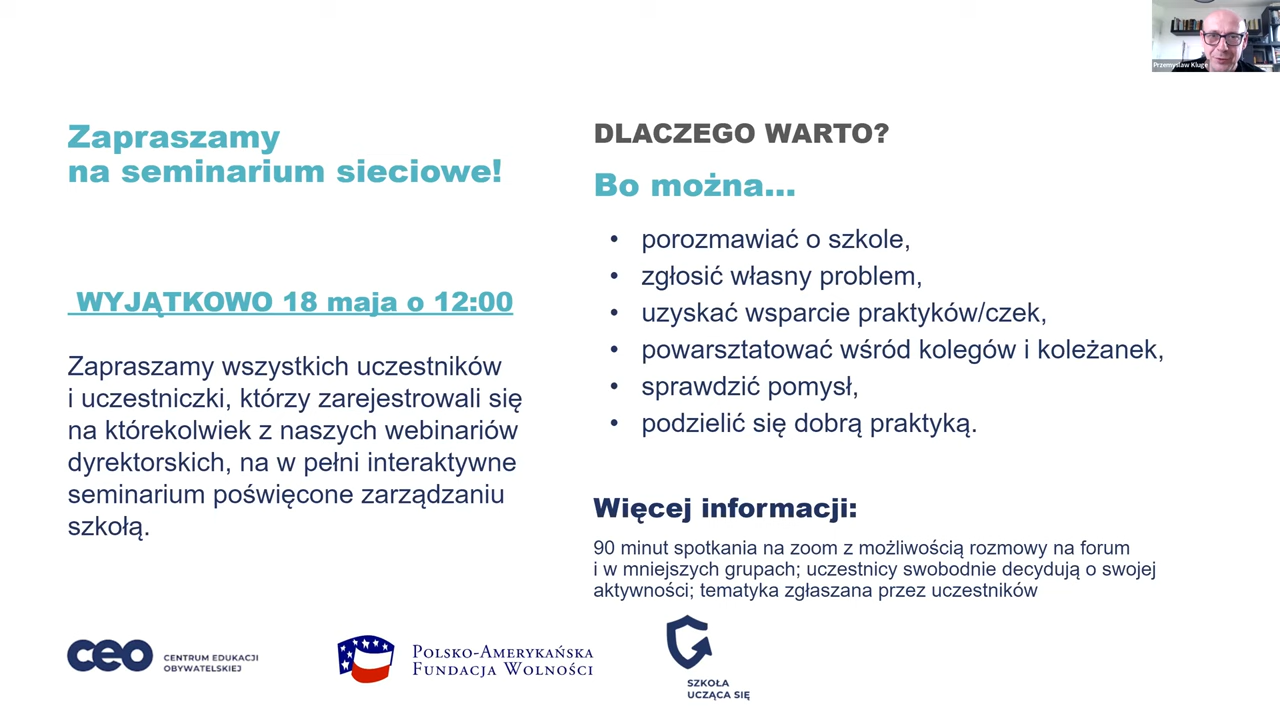 Przemysław Kluge
Zapraszamy
na seminarium sieciowe!
WYJĄTKOWO 18 maja o 12:00
Zapraszamy wszystkich uczestników
i uczestniczki, którzy zarejestrowali się
na którekolwiek z naszych webinariów
dyrektorskich, na w pełni interaktywne
seminarium poświęcone zarządzaniu
szkołą.
DLACZEGO WARTO?
Bo można...
• porozmawiać o szkole,
• zgłosić własny problem,
• uzyskać wsparcie praktyków/czek,
• powarsztatować wśród kolegów i koleżanek,
• sprawdzić pomysł,
• podzielić się dobrą praktyką.
Więcej informacji:
90 minut spotkania na zoom z możliwością rozmowy na forum
i w mniejszych grupach; uczestnicy swobodnie decydują o swojej
aktywności; tematyka zgłaszana przez uczestników
ceo
CENTRUM EDUKACJI
OBYWATELSKIEJ
POLSKO-AMERYKAŃSKA
FUNDACJA WOLNOŚCI
SZKOŁA
UCZĄCA SIĘ